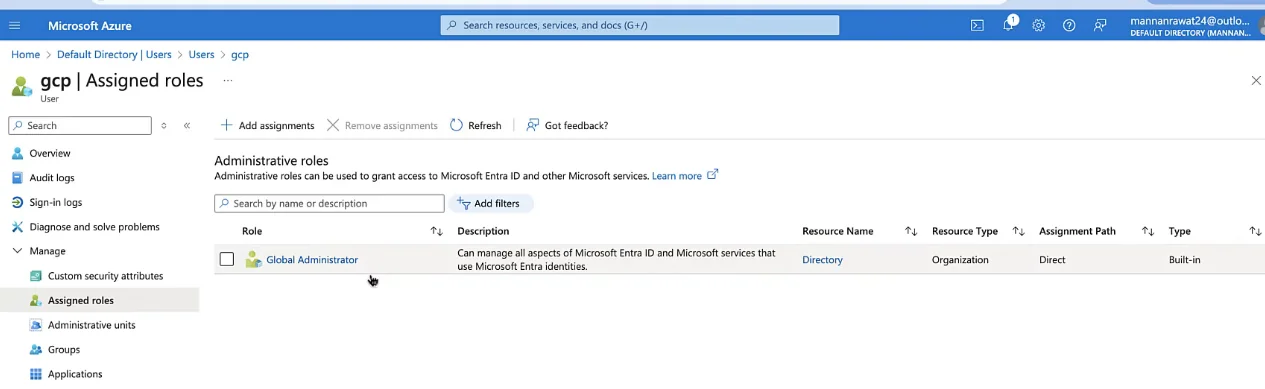 Microsoft Azure
Search resources, services, and docs (G+/)
1
mannanrawat24@outlo...
DEFAULT DIRECTORY (MANNAN...
Home > Default Directory | Users > Users > gcp
gcp | Assigned roles ...
User
Search
Add assignments
Remove assignments
Refresh
Got feedback?
Overview
Audit logs
Sign-in logs
Diagnose and solve problems
Manage
Custom security attributes
Assigned roles
Administrative units
Groups
Applications
Administrative roles
Administrative roles can be used to grant access to Microsoft Entra ID and other Microsoft services. Learn more
Search by name or description
Add filters
Role Description Resource Name Resource Type Assignment Path Type
Global Administrator Can manage all aspects of Microsoft Entra ID and Microsoft services that Directory Organization Direct Built-in
use Microsoft Entra identities.